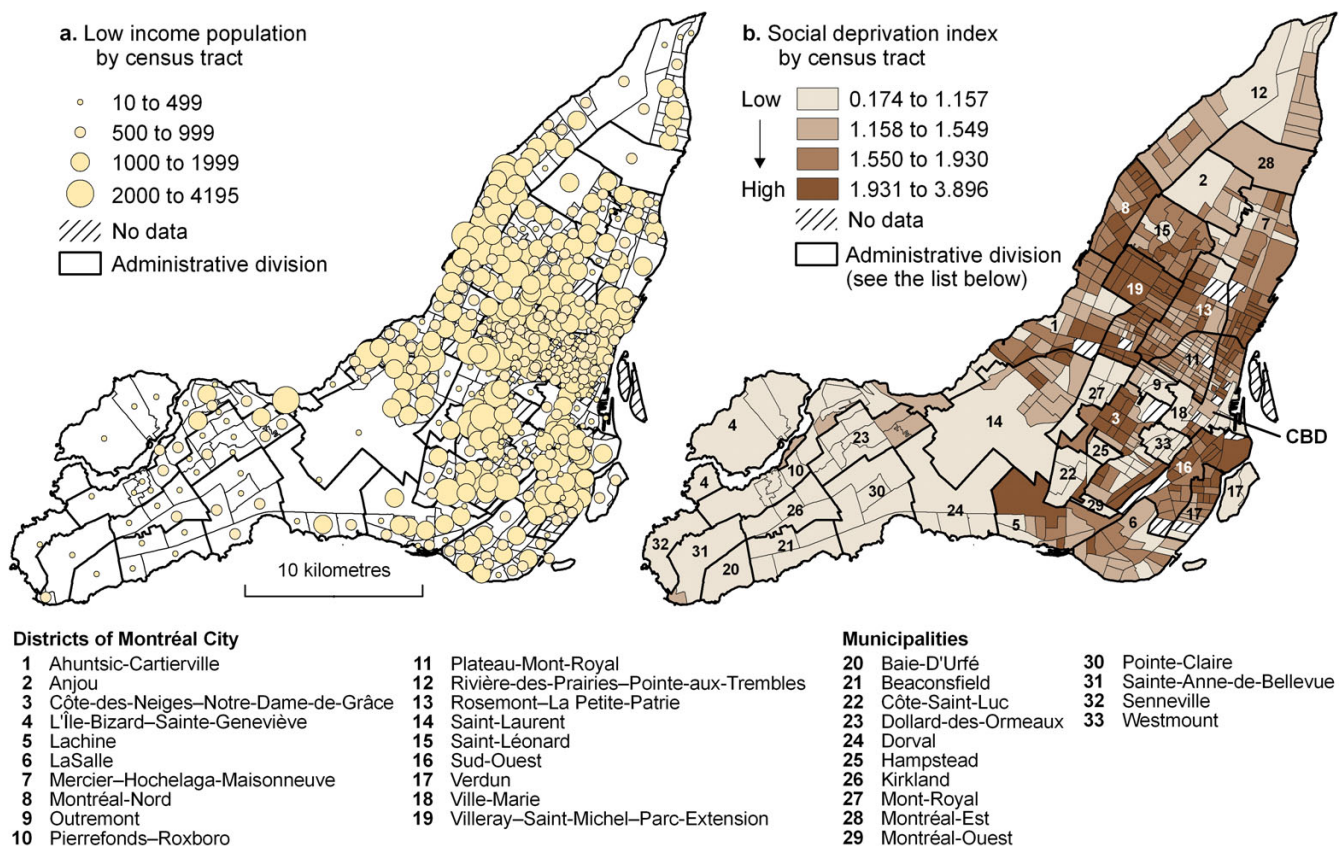 a. Low income population
by census tract
10 to 499
500 to 999
1000 to 1999
2000 to 4195
No data
Administrative division
10 kilometres
b. Social deprivation index
by census tract
Low
High
0.174 to 1.157
1.158 to 1.549
1.550 to 1.930
1.931 to 3.896
No data
Administrative division
(see the list below)
12
28
2
7
8
15
19
13
1
11
9
27
18
3
CBD
4
14
33
23
25
16
10
22
4
30
17
29
17
26
24
5
6
32
31
21
20
Districts of Montréal City
1 Ahuntsic-Cartierville
2 Anjou
3 Côte-des-Neiges–Notre-Dame-de-Grâce
4 L'Île-Bizard–Sainte-Geneviève
5 Lachine
6 LaSalle
7 Mercier–Hochelaga-Maisonneuve
8 Montréal-Nord
9 Outremont
10 Pierrefonds–Roxboro
11 Plateau-Mont-Royal
12 Rivière-des-Prairies–Pointe-aux-Trembles
13 Rosemont–La Petite-Patrie
14 Saint-Laurent
15 Saint-Léonard
16 Sud-Ouest
17 Verdun
18 Ville-Marie
19 Villeray–Saint-Michel–Parc-Extension
Municipalities
20 Baie-D'Urfé
21 Beaconsfield
22 Côte-Saint-Luc
23 Dollard-des-Ormeaux
24 Dorval
25 Hampstead
26 Kirkland
27 Mont-Royal
28 Montréal-Est
29 Montréal-Ouest
30 Pointe-Claire
31 Sainte-Anne-de-Bellevue
32 Senneville
33 Westmount